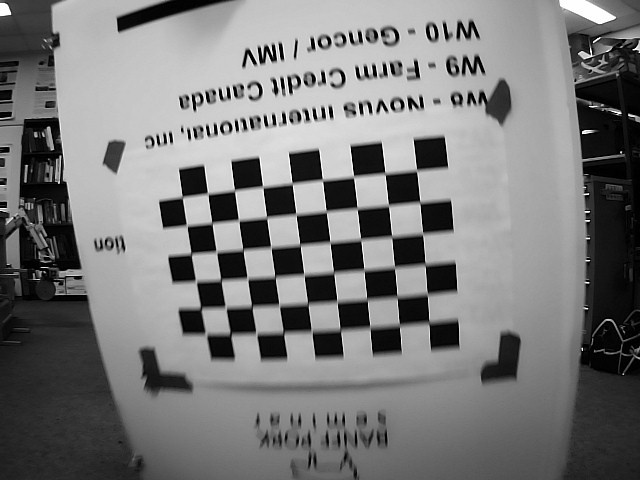 BANFF PORK
seminar
tion
W8 - Novus International, Inc
W9 - Farm Credit Canada
W10 - Gencor / IMV